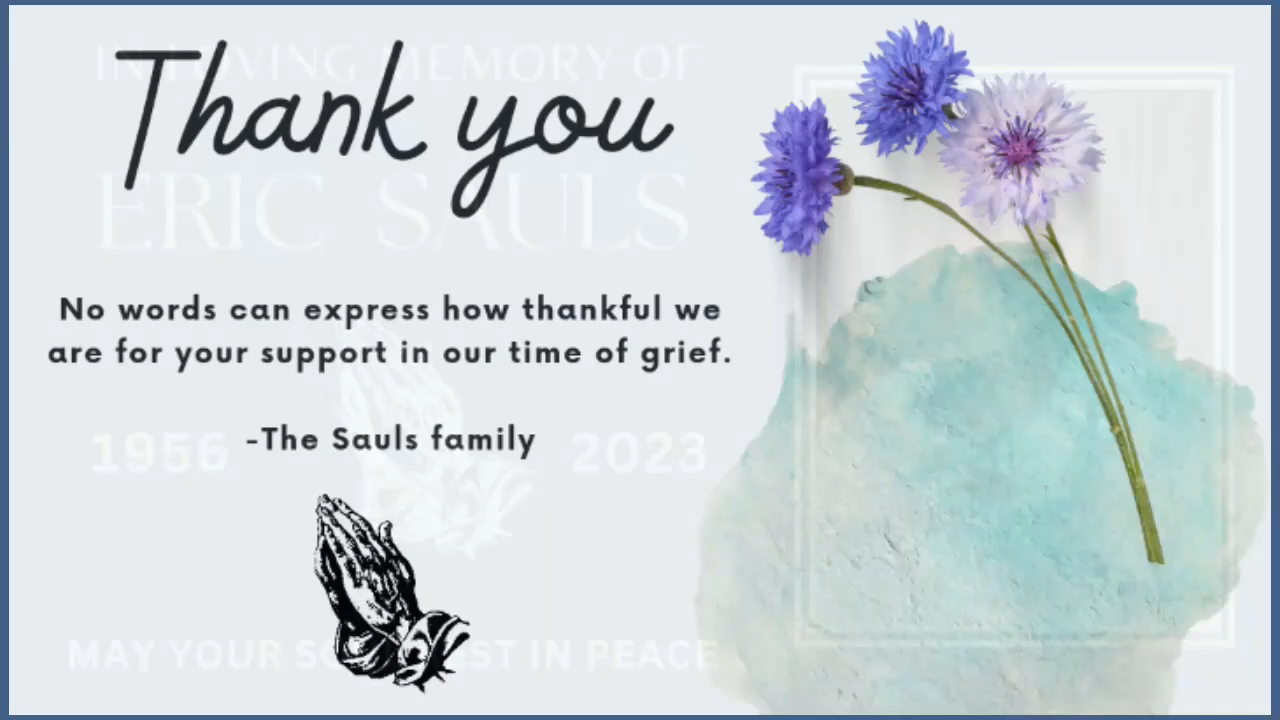 IN LOVING MEMORY OF
Thank you
ERIC SAULS
No words can express how thankful we
are for your support in our time of grief.
1956 -The Sauls family 2023
MAY YOUR SOUL REST IN PEACE